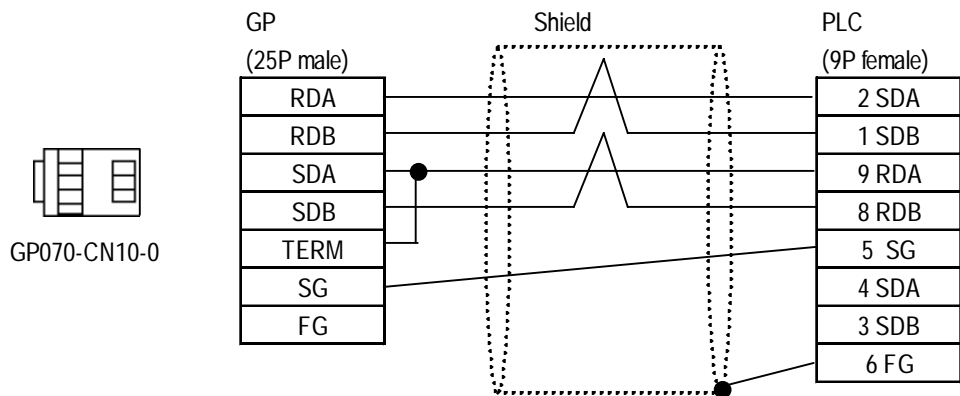 GP
Shield
PLC
(25P male)
(9P female)
RDA
2 SDA
RDB
1 SDB
SDA
9 RDA
SDB
8 RDB
TERM
5 SG
SG
4 SDA
FG
3 SDB
6 FG
GP070-CN10-0